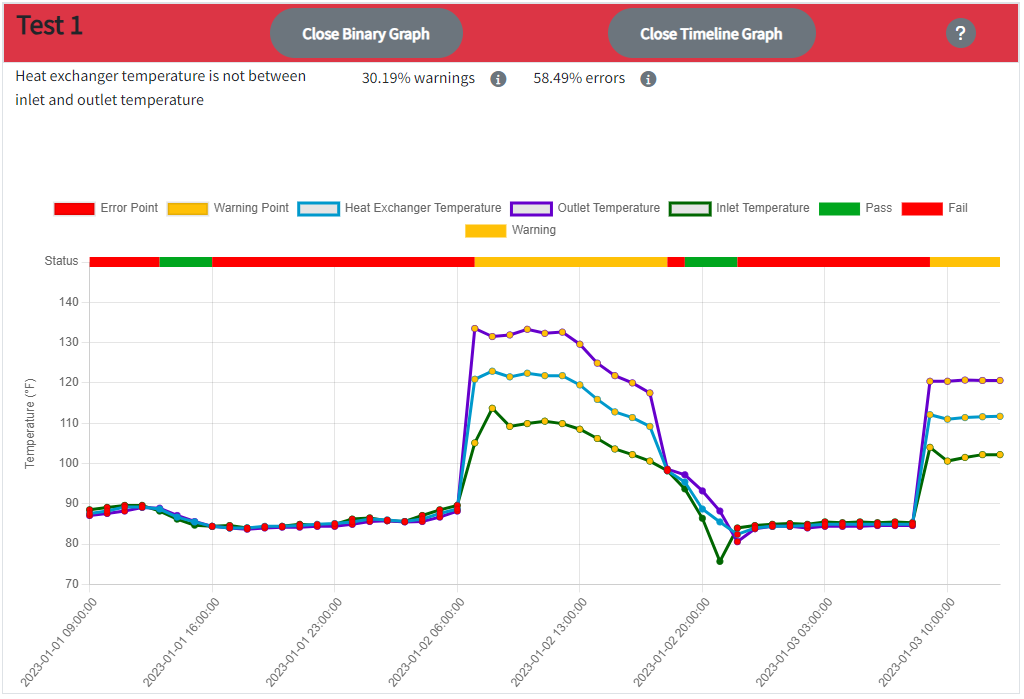 Test 1
Close Binary Graph
Close Timeline Graph
?
Heat exchanger temperature is not between
inlet and outlet temperature
30.19% warnings
58.49% errors
Error Point
Warning Point
Heat Exchanger Temperature
Outlet Temperature
Inlet Temperature
Pass
Fail
Warning
Status
140
130
120
110
100
90
80
70
Temperature (°F)
2023-01-01 09:00:00
2023-01-01 16:00:00
2023-01-01 23:00:00
2023-01-02 06:00:00
2023-01-02 13:00:00
2023-01-02 20:00:00
2023-01-03 03:00:00
2023-01-03 10:00:00